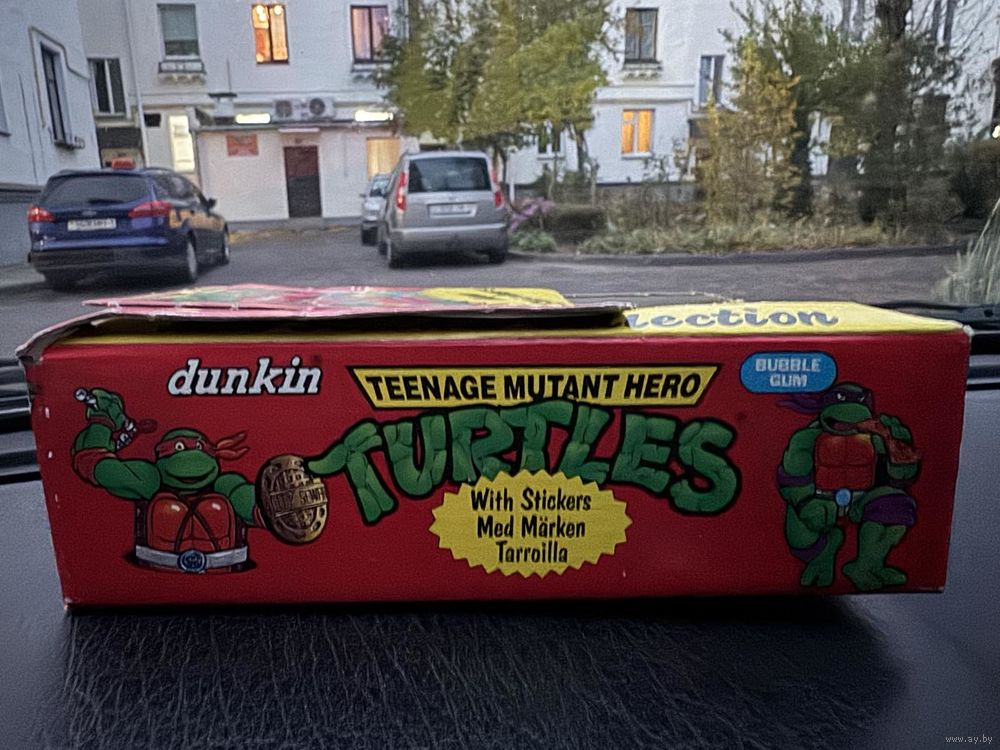 lection
dunkin
TEENAGE MUTANT HERO
TURTLES
BUBBLE
GUM
With Stickers
Med Märken
Tarroilla
www.ay.by